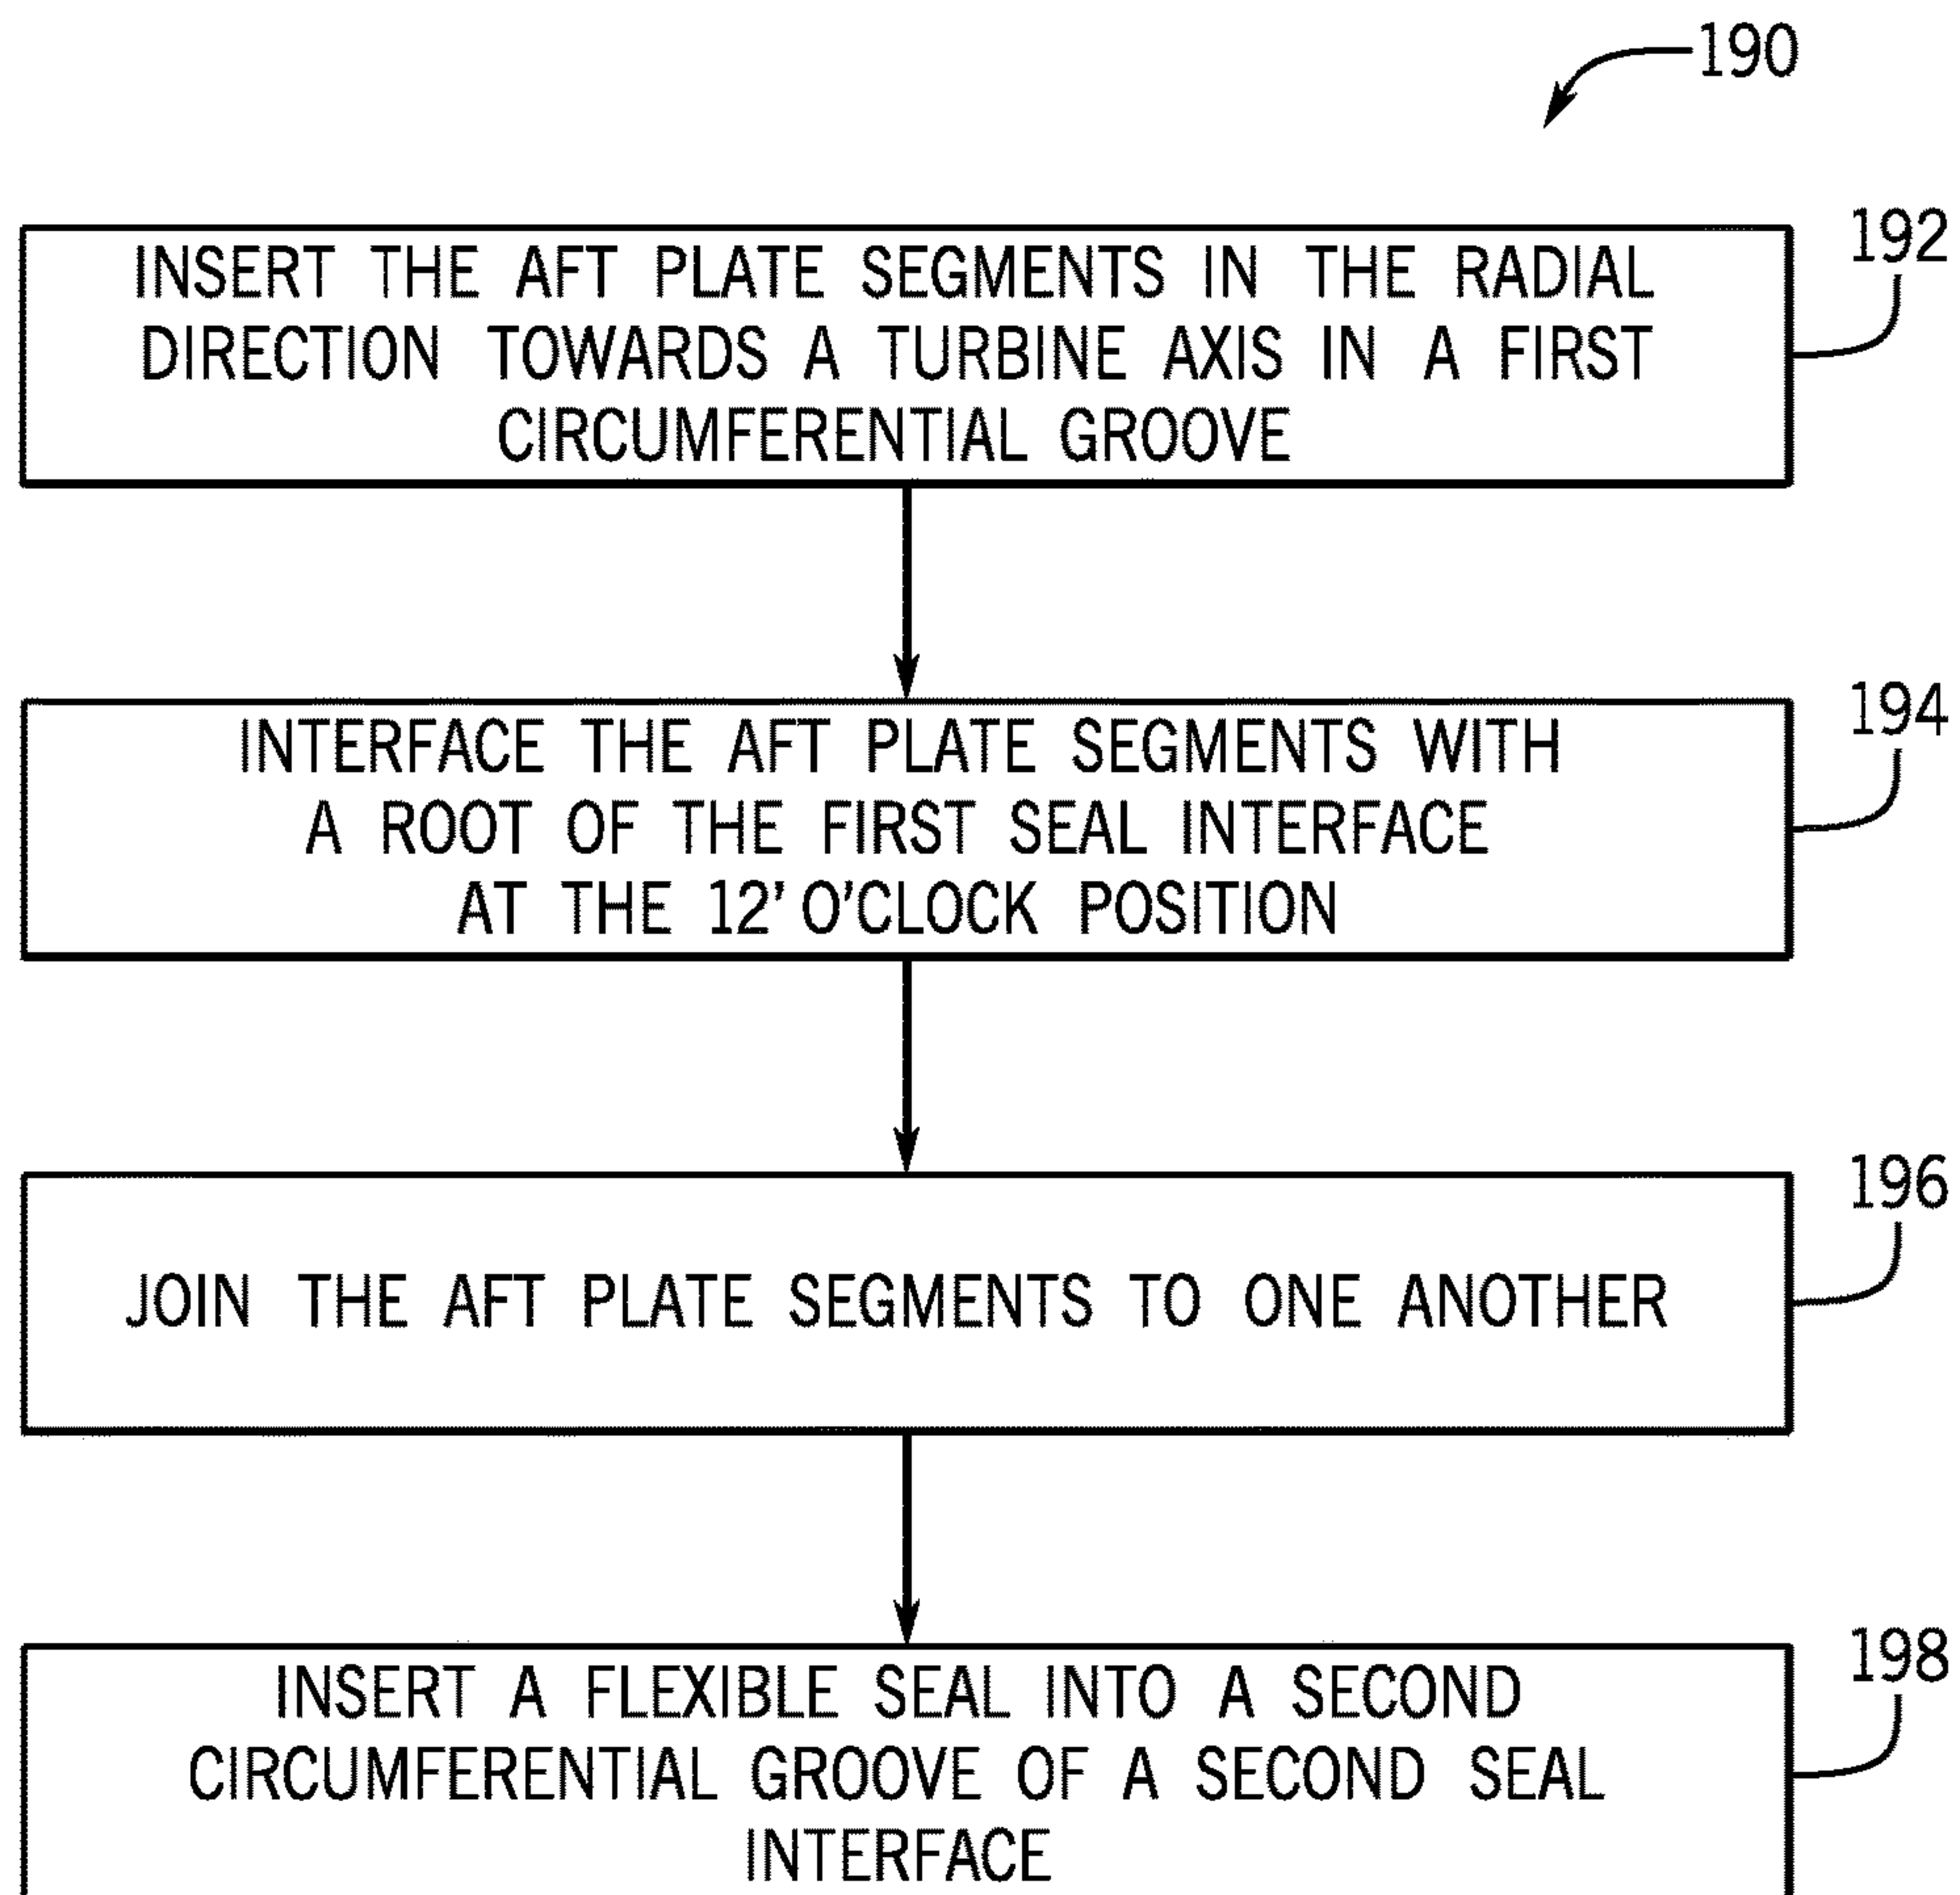 190
192
INSERT THE AFT PLATE SEGMENTS IN THE RADIAL
DIRECTION TOWARDS A TURBINE AXIS IN A FIRST
CIRCUMFERENTIAL GROOVE
194
INTERFACE THE AFT PLATE SEGMENTS WITH
A ROOT OF THE FIRST SEAL INTERFACE
AT THE 12' O'CLOCK POSITION
196
JOIN THE AFT PLATE SEGMENTS TO ONE ANOTHER
198
INSERT A FLEXIBLE SEAL INTO A SECOND
CIRCUMFERENTIAL GROOVE OF A SECOND SEAL
INTERFACE